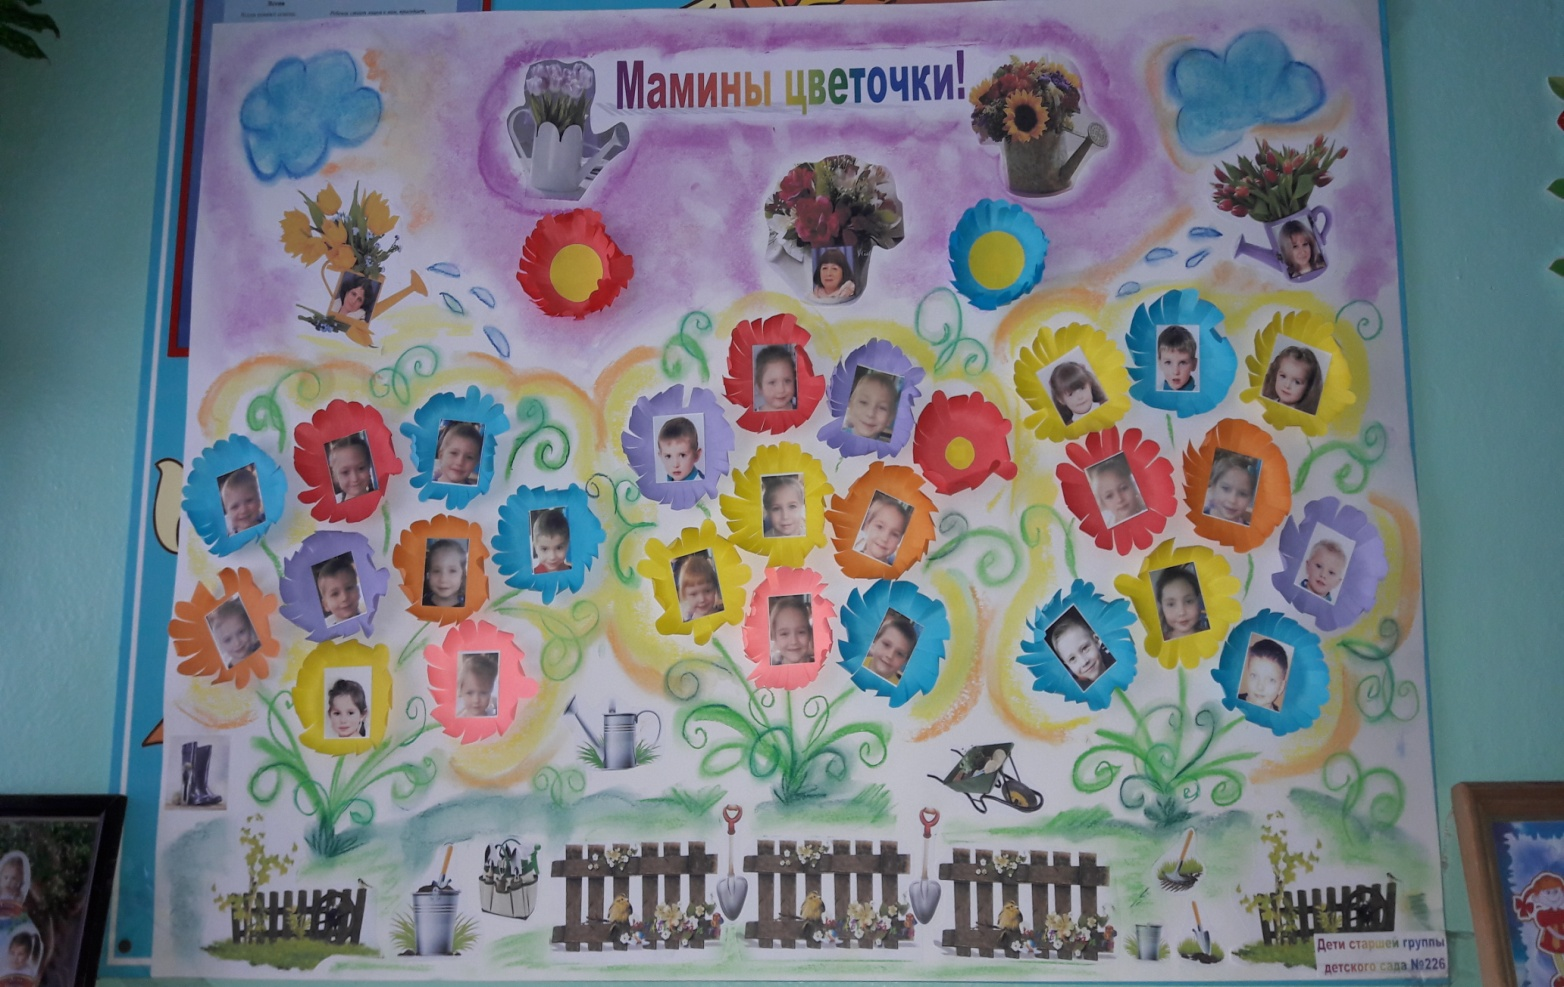 Мамины цветочки!
Дети старшей группы
детского сада №226